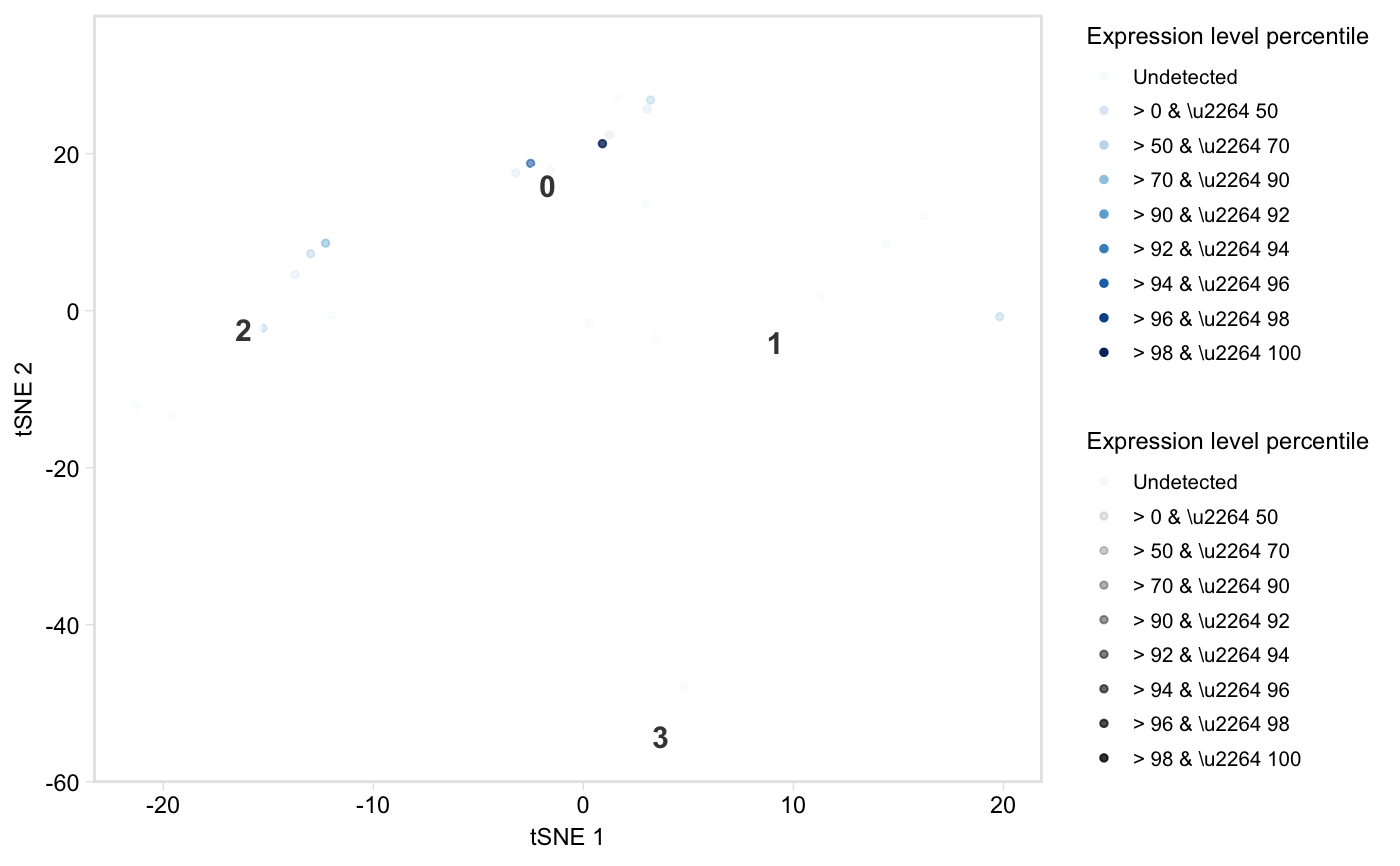 Expression level percentile
Undetected
> 0 & \u2264 50
> 50 & \u2264 70
> 70 & \u2264 90
> 90 & \u2264 92
> 92 & \u2264 94
> 94 & \u2264 96
> 96 & \u2264 98
> 98 & \u2264 100
Expression level percentile
Undetected
> 0 & \u2264 50
> 50 & \u2264 70
> 70 & \u2264 90
> 90 & \u2264 92
> 92 & \u2264 94
> 94 & \u2264 96
> 96 & \u2264 98
> 98 & \u2264 100
tSNE 2
20
0
-20
-40
-60
0
2
1
3
-20
-10
0
10
20
tSNE 1